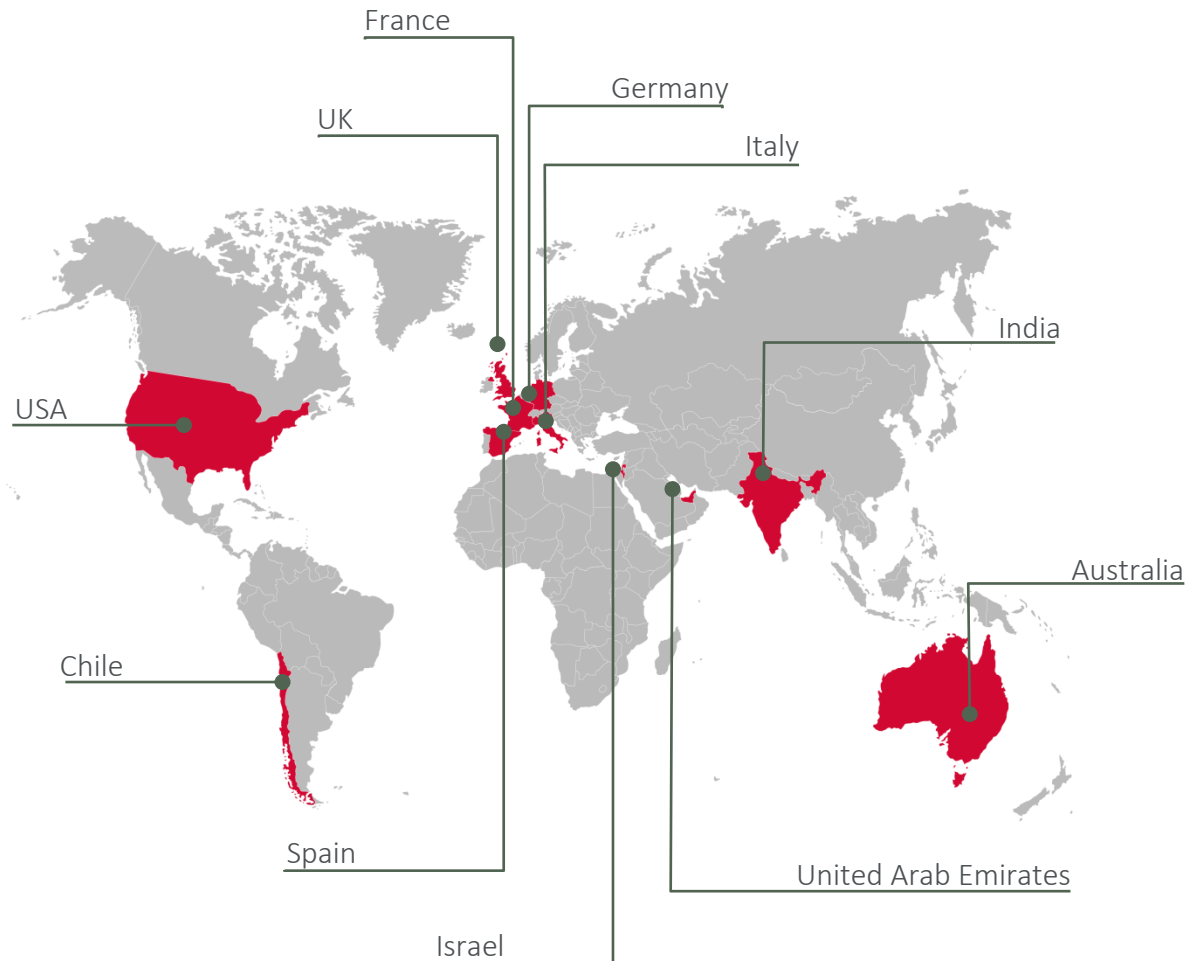 France
Germany
UK
Italy
India
USA
Australia
Chile
Spain
United Arab Emirates
Israel